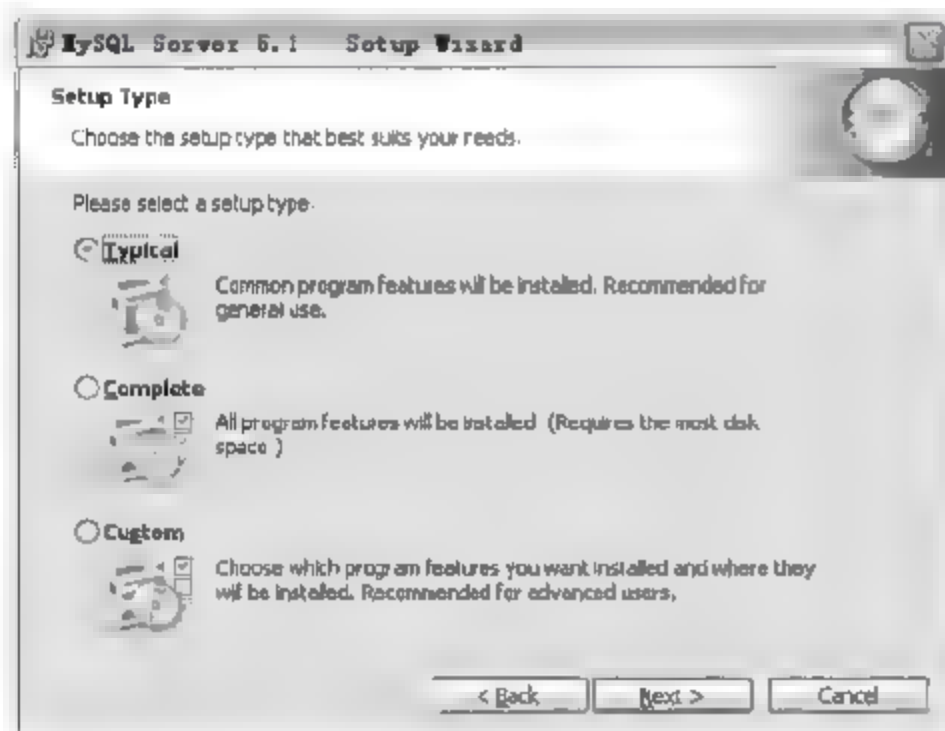 MySQL Server 5.1 Setup Wizard
Setup Type
Choose the setup type that best suits your needs.
Please select a setup type.
Typical
Common program features will be installed. Recommended for
general use.
Complete
All program features will be installed. (Requires the most disk
space.)
Custom
Choose which program features you want installed and where they
will be installed. Recommended for advanced users.
< Back
Next >
Cancel